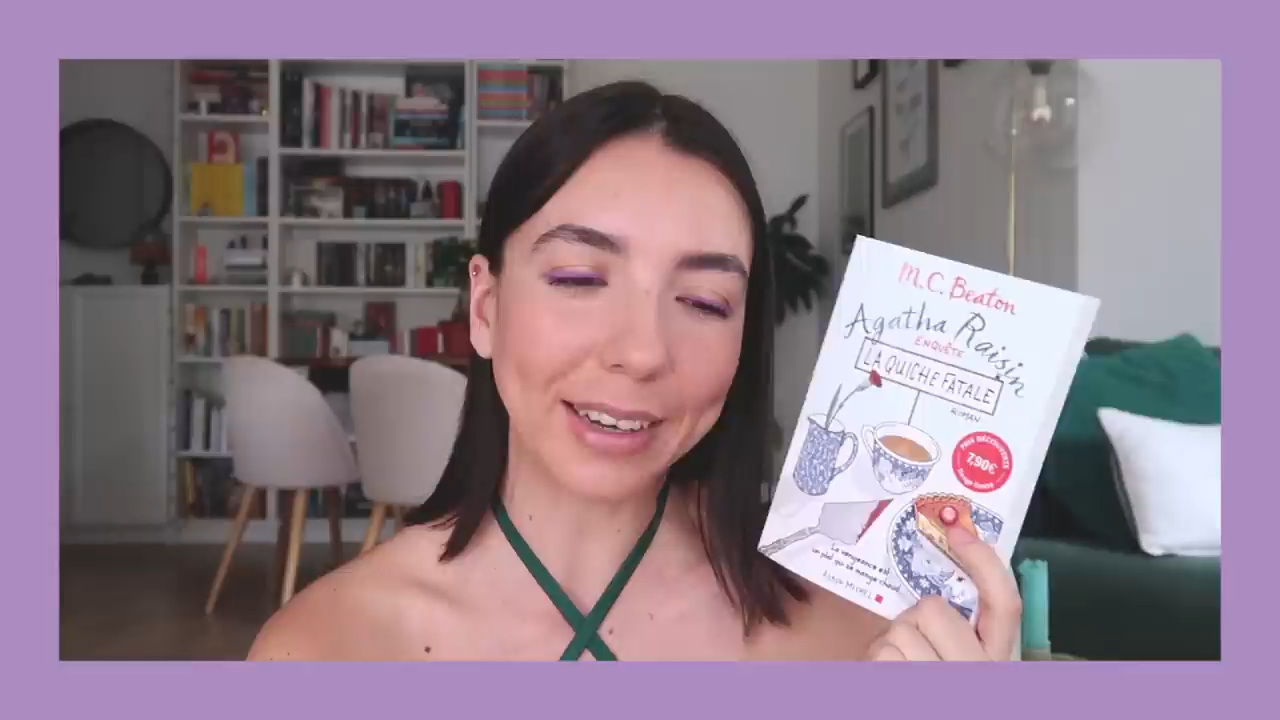 M.C. Beaton
Agatha Raisin
ENQUÊTE
LA QUICHE FATALE
ROMAN
PRIX DÉCOUVERTE
7,90€
La vengeance est
un plat qui se mange chaud
ALBIN MICHEL